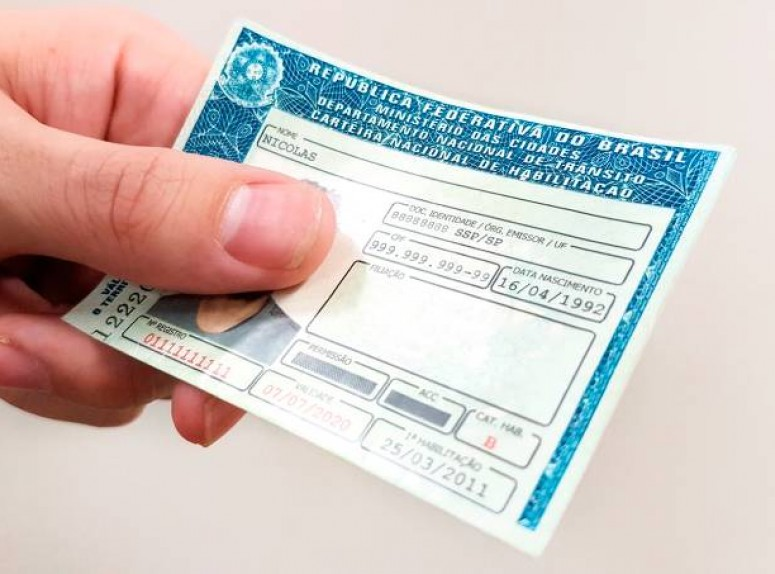 REPÚBLICA FEDERATIVA DO BRASIL
MINISTÉRIO DAS CIDADES
DEPARTAMENTO NACIONAL DE TRÂNSITO
CARTEIRA NACIONAL DE HABILITAÇÃO
NOME
NICOLAS
DOC. IDENTIDADE / ÓRG. EMISSOR / UF
00000000 SSP/SP
CPF
999.999.999-99
DATA NASCIMENTO
16/04/1992
FILIAÇÃO
PERMISSÃO
ACC
CAT. HAB.
B
Nº REGISTRO
01111111111
VALIDADE
07/07/2020
1ª HABILITAÇÃO
25/03/2011